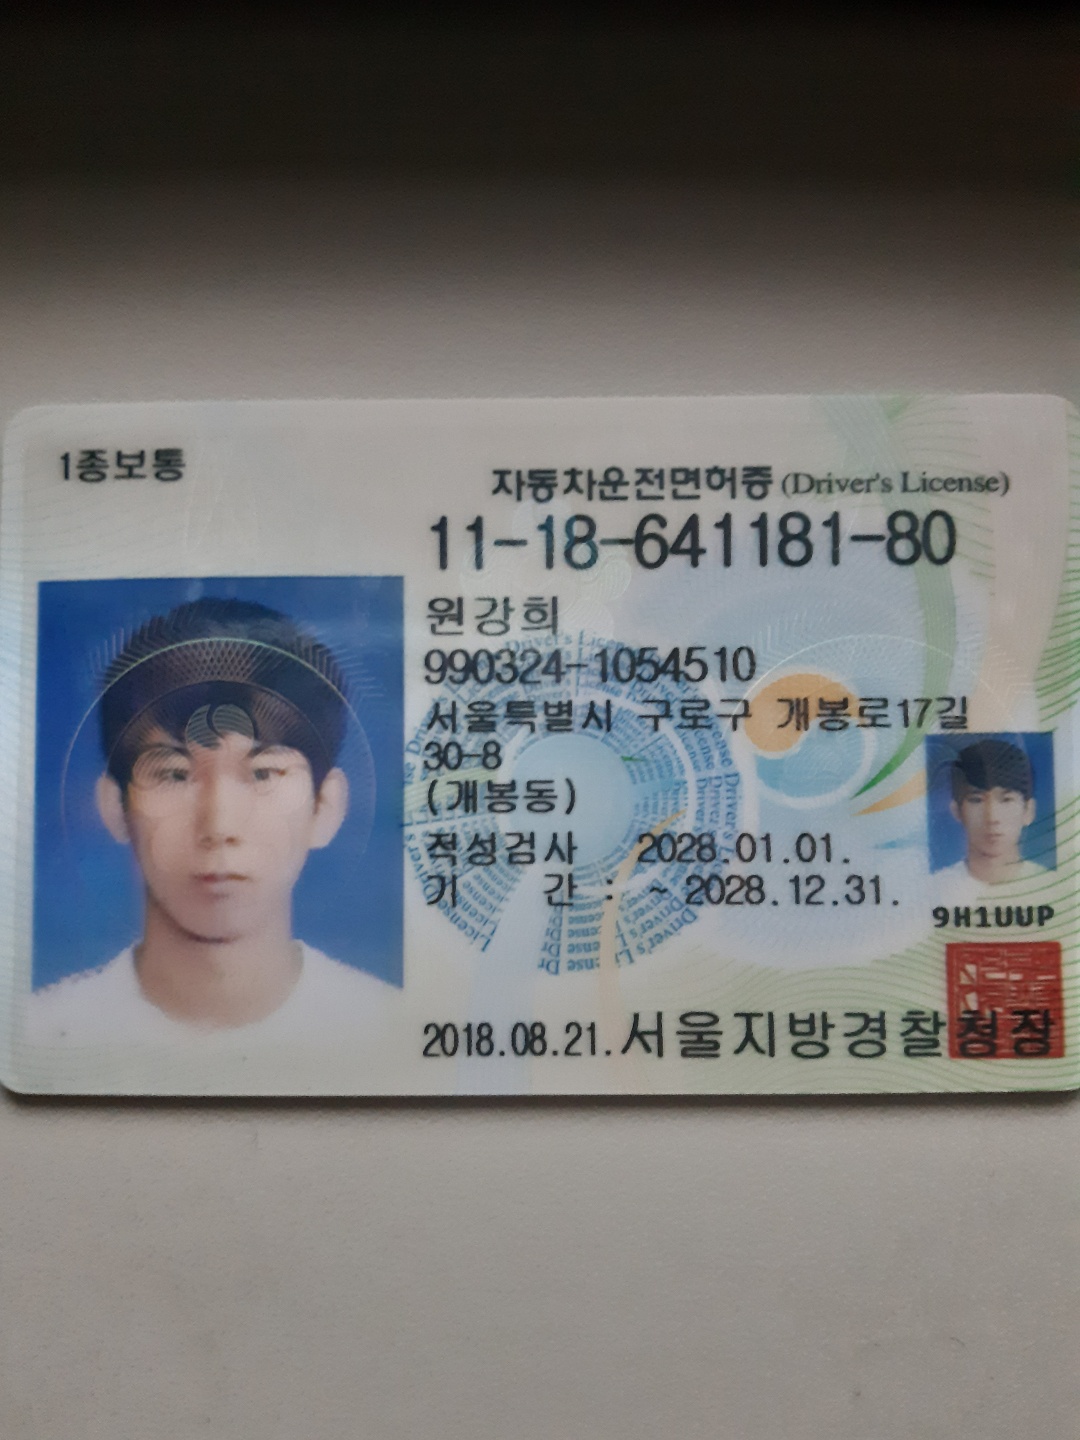 1종보통
자동차운전면허증 (Driver's License)
11-18-641181-80
원강희
990324-1054510
서울특별시 구로구 개봉로17길
30-8
(개봉동)
적성검사 2028.01.01.
기 간 : ~ 2028.12.31.
9H1UUP
2018.08.21. 서울지방경찰청장